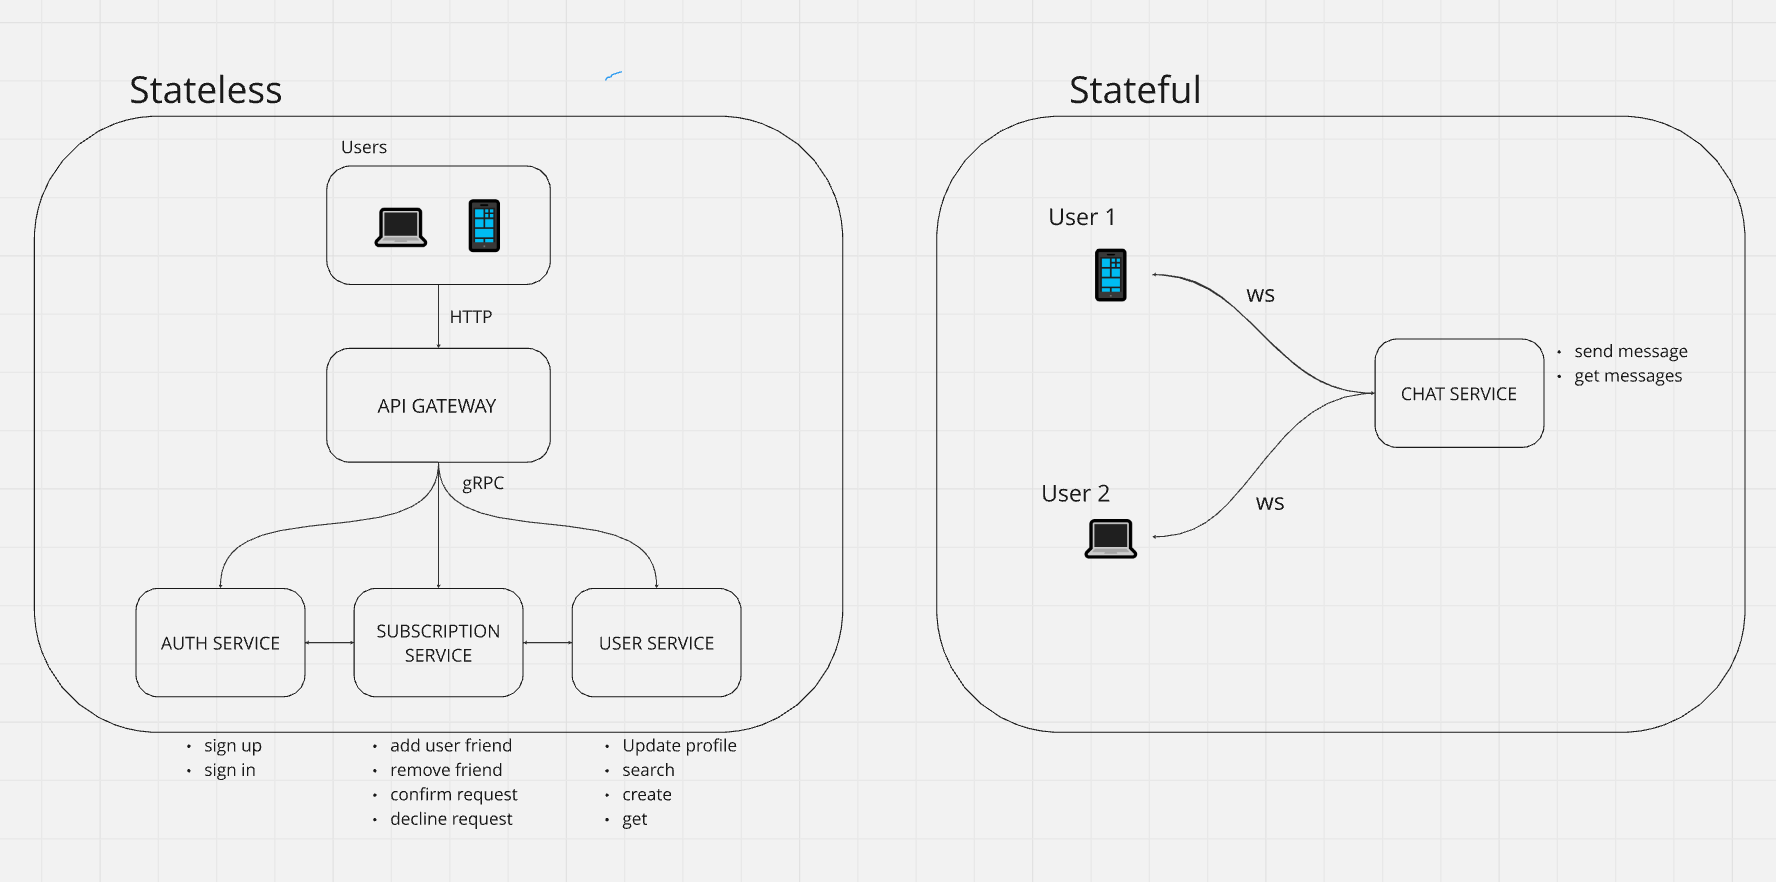 Stateless
Users
HTTP
API GATEWAY
gRPC
AUTH SERVICE
SUBSCRIPTION
SERVICE
USER SERVICE
• sign up
• sign in
• add user friend
• remove friend
• confirm request
• decline request
• Update profile
• search
• create
• get
Stateful
User 1
WS
CHAT SERVICE
• send message
• get messages
User 2
WS